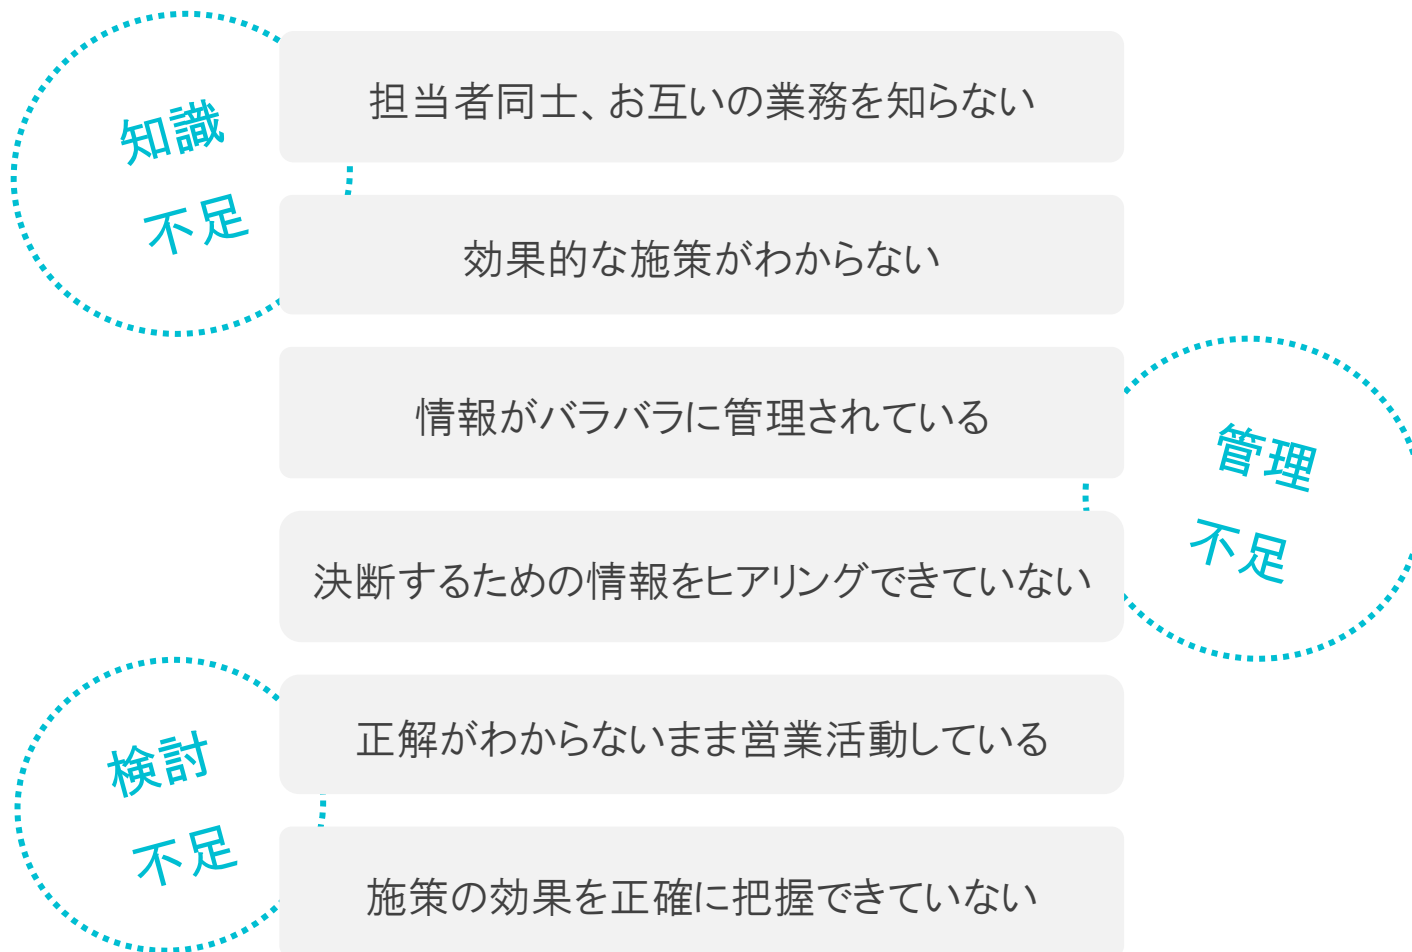 知識
不足
担当者同士、お互いの業務を知らない
効果的な施策がわからない
情報がバラバラに管理されている
管理
不足
決断するための情報をヒアリングできていない
検討
不足
正解がわからないまま営業活動している
施策の効果を正確に把握できていない